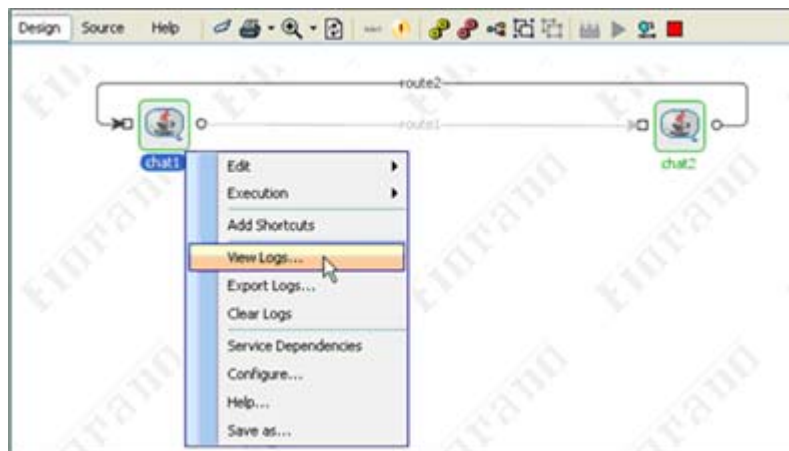 Design Source Help
route2
route1
chat1
chat2
Edit
Execution
Add Shortcuts
View Logs...
Export Logs...
Clear Logs
Service Dependencies
Configure...
Help...
Save as...